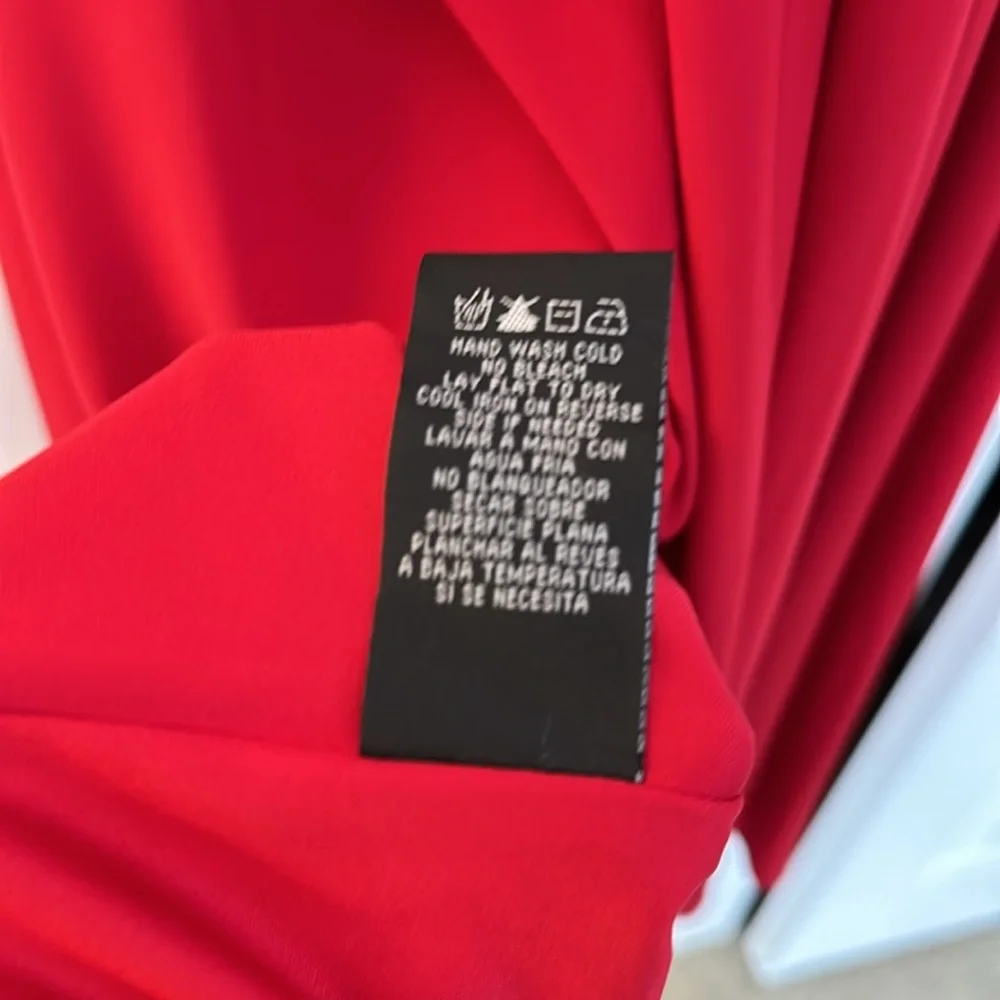 HAND WASH COLD
NO BLEACH
LAY FLAT TO DRY
COOL IRON ON REVERSE
SIDE IF NEEDED
LAVAR A MANO CON
AGUA FRIA
NO BLANQUEADOR
SECAR SOBRE
SUPERFICIE PLANA
PLANCHAR AL REVES
A BAJA TEMPERATURA
SI SE NECESITA